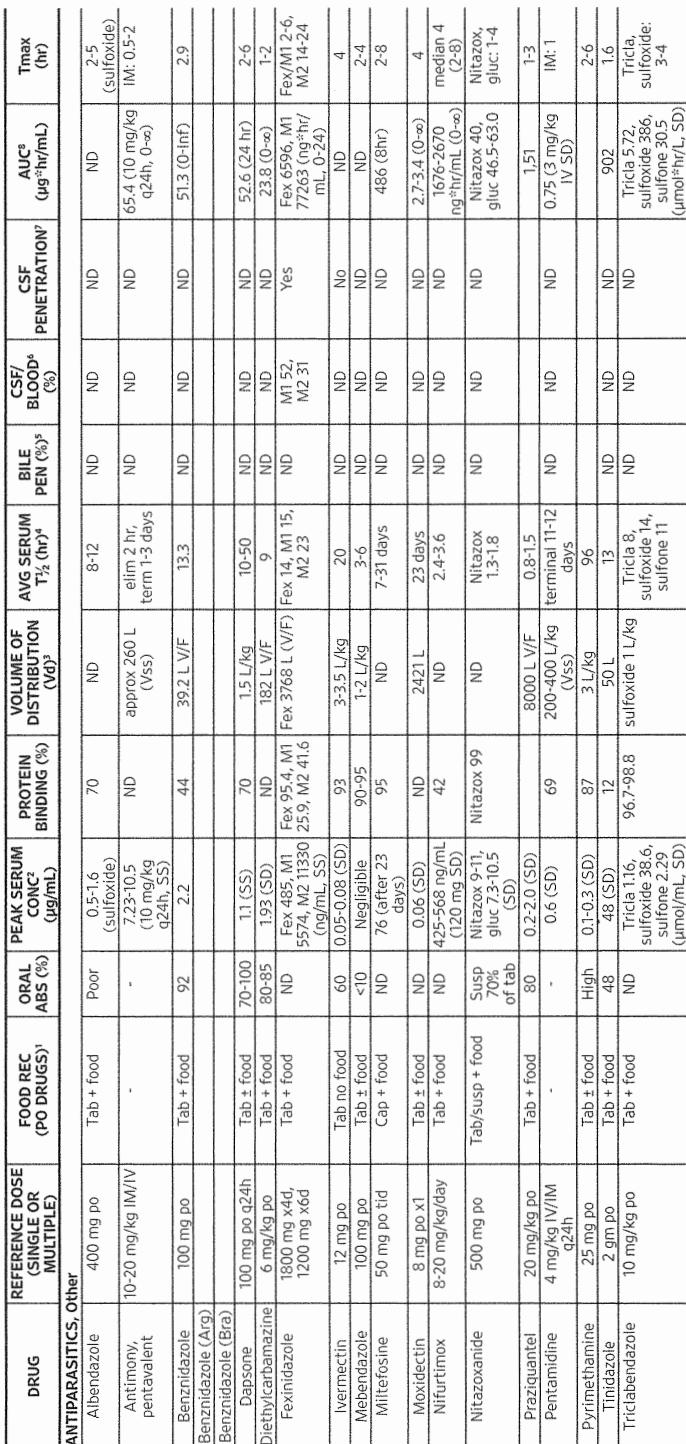 DRUG | REFERENCE DOSE (SINGLE OR MULTIPLE) | FOOD REC (PO DRUGS)¹ | ORAL ABS (%) | PEAK SERUM CONC² (µg/mL) | PROTEIN BINDING (%) | VOLUME OF DISTRIBUTION (Vd)³ | AVG SERUM T½ (hr)⁴ | BILE PEN (%)⁵ | CSF/BLOOD⁶ (%) | CSF PENETRATION⁷ | AUC⁸ (µg*hr/mL) | Tmax (hr)
ANTIPARASITICS, Other
Albendazole | 400 mg po | Tab + food | Poor | 0.5-1.6 (sulfoxide) | 70 | ND | 8-12 | ND | ND | ND | ND | 2-5 (sulfoxide)
Antimony, pentavalent | 10-20 mg/kg IM/IV | - | - | 7.23-10.5 (10 mg/kg q24h, SS) | ND | approx 260 L (Vss) | elim 2 hr, term 1-3 days | ND | ND | ND | 65.4 (10 mg/kg q24h, 0-∞) | IM: 0.5-2
Benznidazole | 100 mg po | Tab + food | 92 | 2.2 | 44 | 39.2 L V/F | 13.3 | ND | ND | ND | 51.3 (0-Inf) | 2.9
Benznidazole (Arg)
Benznidazole (Bra)
Dapsone | 100 mg po q24h | Tab ± food | 70-100 | 1.1 (SS) | 70 | 1.5 L/kg | 10-50 | ND | ND | ND | 52.6 (24 hr) | 2-6
Diethylcarbamazine | 6 mg/kg po | Tab + food | 80-85 | 1.93 (SD) | ND | 182 L V/F | 9 | ND | ND | ND | 23.8 (0-∞) | 1-2
Fexinidazole | 1800 mg x4d, 1200 mg x6d | Tab + food | ND | Fex 485, M1 5574, M2 11330 (ng/mL, SS) | Fex 95.4, M1 25.9, M2 41.6 | Fex 3768 L (V/F) | Fex 14, M1 15, M2 23 | ND | M1 52, M2 31 | Yes | Fex 6596, M1 77263 (ng*hr/mL, 0-24) | Fex/M1 2-6, M2 14-24
Ivermectin | 12 mg po | Tab no food | 60 | 0.05-0.08 (SD) | 93 | 3-3.5 L/kg | 20 | ND | ND | No | ND | 4
Mebendazole | 100 mg po | Tab ± food | <10 | Negligible | 90-95 | 1-2 L/kg | 3-6 | ND | ND | ND | ND | 2-4
Miltefosine | 50 mg po tid | Cap + food | ND | 76 (after 23 days) | 95 | ND | 7-31 days | ND | ND | ND | 486 (8hr) | 2-8
Moxidectin | 8 mg po x1 | Tab ± food | ND | 0.06 (SD) | ND | 2421 L | 23 days | ND | ND | ND | 2.7-3.4 (0-∞) | 4
Nifurtimox | 8-20 mg/kg/day | Tab + food | ND | 425-568 ng/mL (120 mg SD) | 42 | ND | 2.4-3.6 | ND | ND | ND | 1676-2670 ng*hr/mL (0-∞) | median 4 (2-8)
Nitazoxanide | 500 mg po | Tab/susp + food | Susp 70% of tab | Nitazox 9-11, gluc 7.3-10.5 (SD) | Nitazox 99 | ND | Nitazox 1.3-1.8 | ND | ND | ND | Nitazox 40, gluc 46.5-63.0 | Nitazox, gluc: 1-4
Praziquantel | 20 mg/kg po | Tab + food | 80 | 0.2-2.0 (SD) | | 8000 L V/F | 0.8-1.5 | | | | 1,51 | 1-3
Pentamidine | 4 mg/kg IV/IM q24h | - | - | 0.6 (SD) | 69 | 200-400 L/kg (Vss) | terminal 11-12 days | ND | ND | ND | 0.75 (3 mg/kg IV SD) | IM: 1
Pyrimethamine | 25 mg po | Tab ± food | High | 0.1-0.3 (SD) | 87 | 3 L/kg | 96 | | | | | 2-6
Tinidazole | 2 gm po | Tab + food | 48 | 48 (SD) | 12 | 50 L | 13 | ND | ND | ND | 902 | 1.6
Triclabendazole | 10 mg/kg po | Tab + food | ND | Tricla 1.16, sulfoxide 38.6, sulfone 2.29 (µmol/mL, SD) | 96.7-98.8 | sulfoxide 1 L/kg | Tricla 8, sulfoxide 14, sulfone 11 | ND | ND | ND | Tricla 5.72, sulfoxide 386, sulfone 30.5 (µmol*hr/L, SD) | Tricla, sulfoxide: 3-4